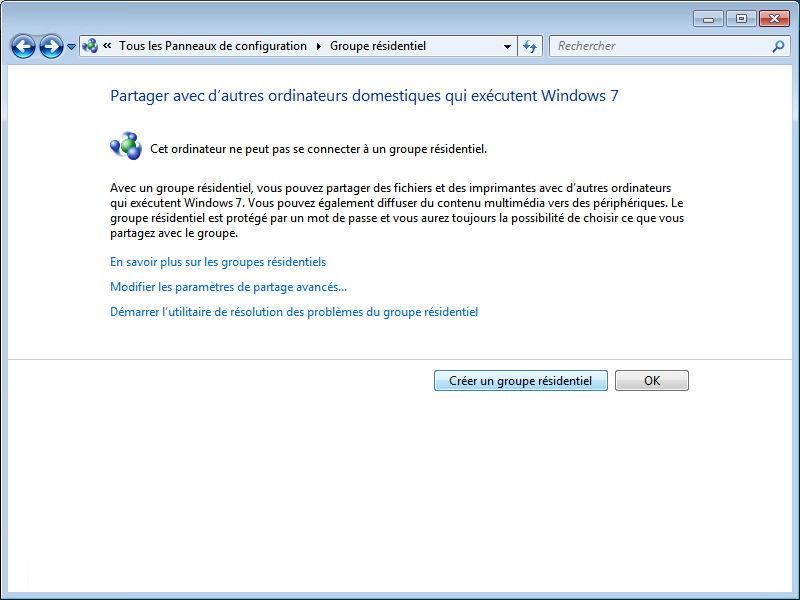 « Tous les Panneaux de configuration Groupe résidentiel Rechercher
Partager avec d'autres ordinateurs domestiques qui exécutent Windows 7
Cet ordinateur ne peut pas se connecter à un groupe résidentiel.
Avec un groupe résidentiel, vous pouvez partager des fichiers et des imprimantes avec d'autres ordinateurs
qui exécutent Windows 7. Vous pouvez également diffuser du contenu multimédia vers des périphériques. Le
groupe résidentiel est protégé par un mot de passe et vous aurez toujours la possibilité de choisir ce que vous
partagez avec le groupe.
En savoir plus sur les groupes résidentiels
Modifier les paramètres de partage avancés...
Démarrer l'utilitaire de résolution des problèmes du groupe résidentiel
Créer un groupe résidentiel OK